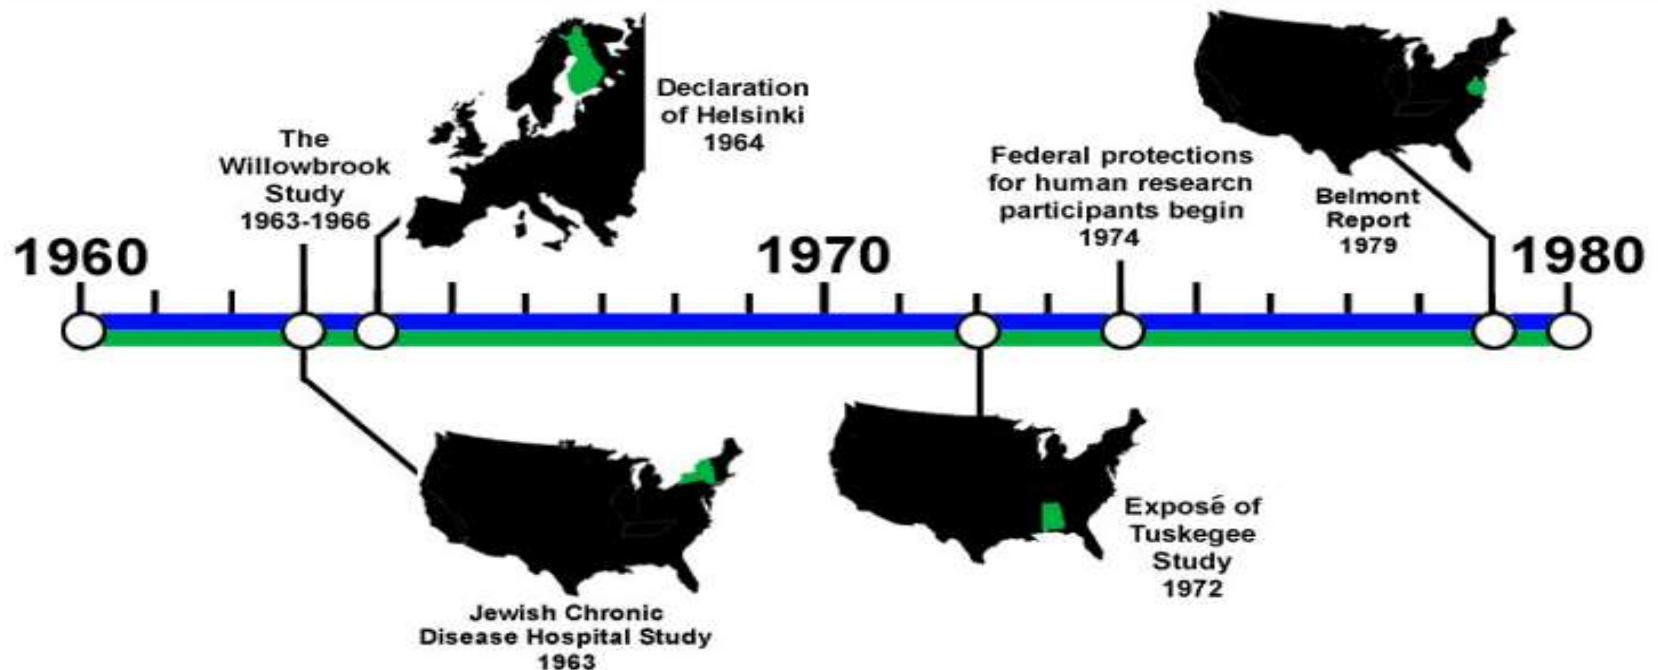 The
Willowbrook
Study
1963-1966
Declaration
of Helsinki
1964
Federal protections
for human research
participants begin
1974
Belmont
Report
1979
1960
1970
1980
Jewish Chronic
Disease Hospital Study
1963
Exposé of
Tuskegee
Study
1972